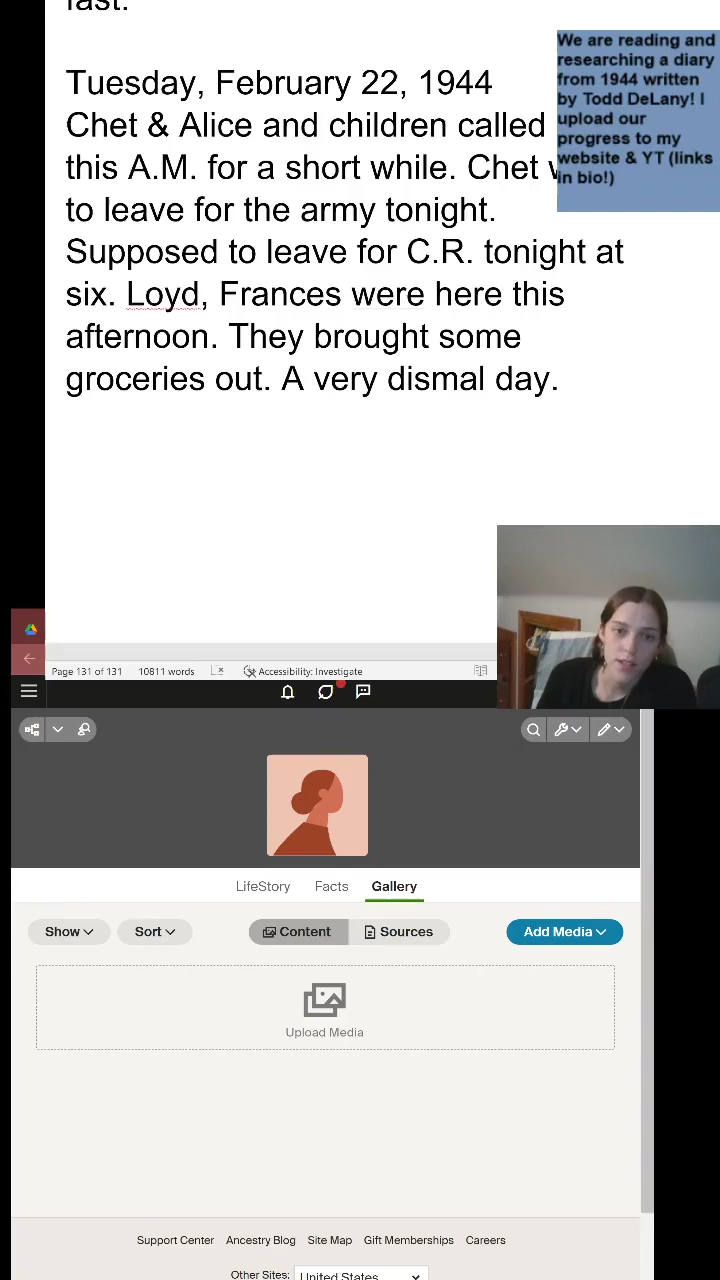 fast.
Tuesday, February 22, 1944
Chet & Alice and children called
this A.M. for a short while. Chet
to leave for the army tonight.
Supposed to leave for C.R. tonight at
six. Loyd, Frances were here this
afternoon. They brought some
groceries out. A very dismal day.
We are reading and
researching a diary
from 1944 written
by Todd DeLany! I
upload our
progress to my
website & YT (links
in bio!)
Page 131 of 131 10811 words Accessibility: Investigate
LifeStory Facts Gallery
Show Sort Content Sources Add Media
Upload Media
Support Center Ancestry Blog Site Map Gift Memberships Careers
Other Sites: United States